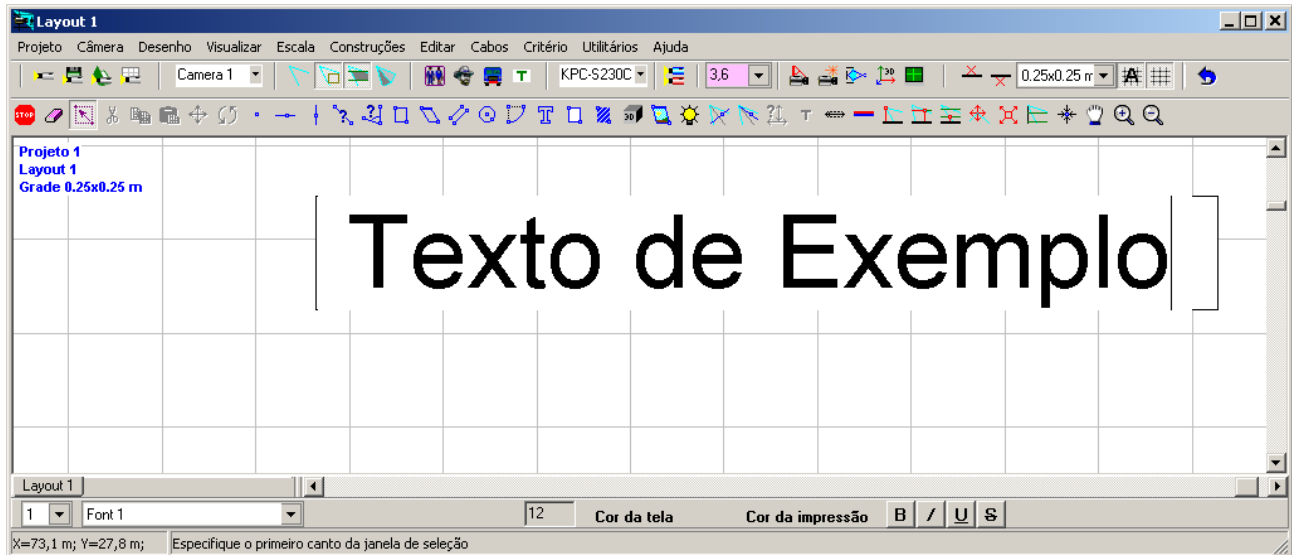 Layout 1
Projeto Câmera Desenho Visualizar Escala Construções Editar Cabos Critério Utilitários Ajuda
Camera 1 T KPC-S230C 3,6 3D 0.25x0.25 m
STOP ? ? T 3D ? T
Projeto 1
Layout 1
Grade 0.25x0.25 m
Texto de Exemplo
Layout 1
1 Font 1 12 Cor da tela Cor da impressão B I U S
X=73,1 m; Y=27,8 m; Especifique o primeiro canto da janela de seleção